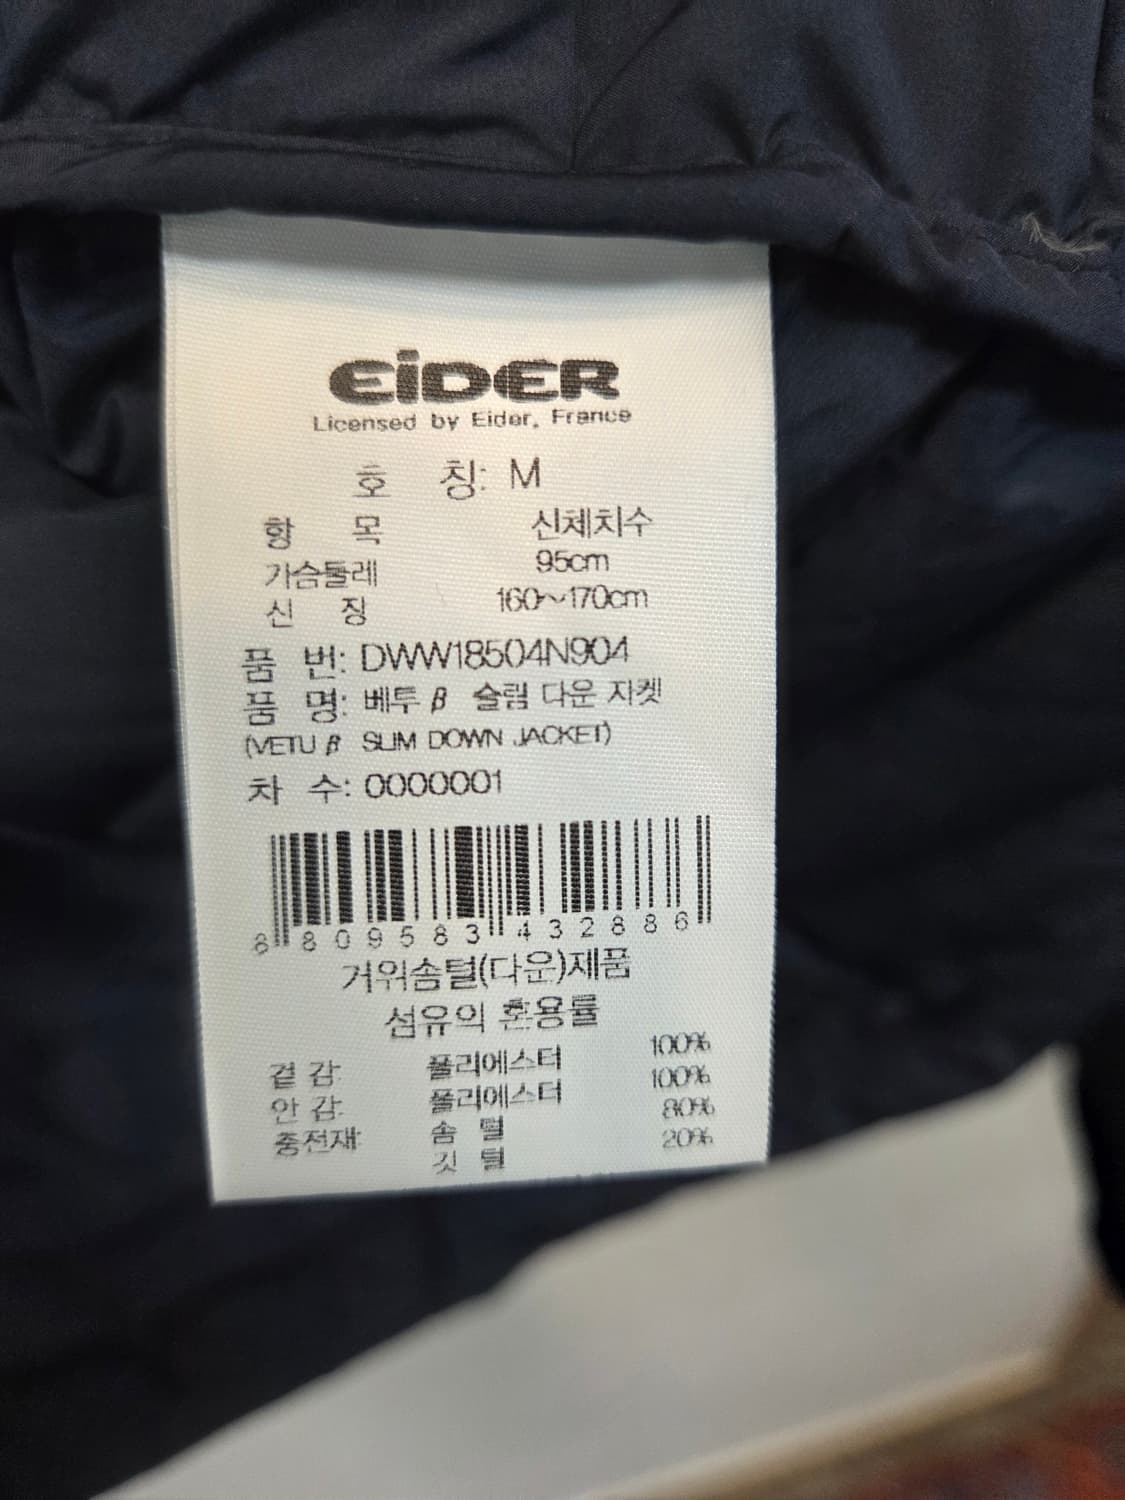 EiDER
Licensed by Eider, France
호 칭: M
항 목 신체치수
가슴둘레 95cm
신 장 160~170cm
품 번: DWW18504N904
품 명: 베투 β 슬림 다운 자켓
(VETU β SLIM DOWN JACKET)
차 수: 0000001
8 809583 432886
거위솜털(다운)제품
섬유의 혼용률
겉 감: 폴리에스터 100%
안 감: 폴리에스터 100%
충전재: 솜 털 80%
깃 털 20%